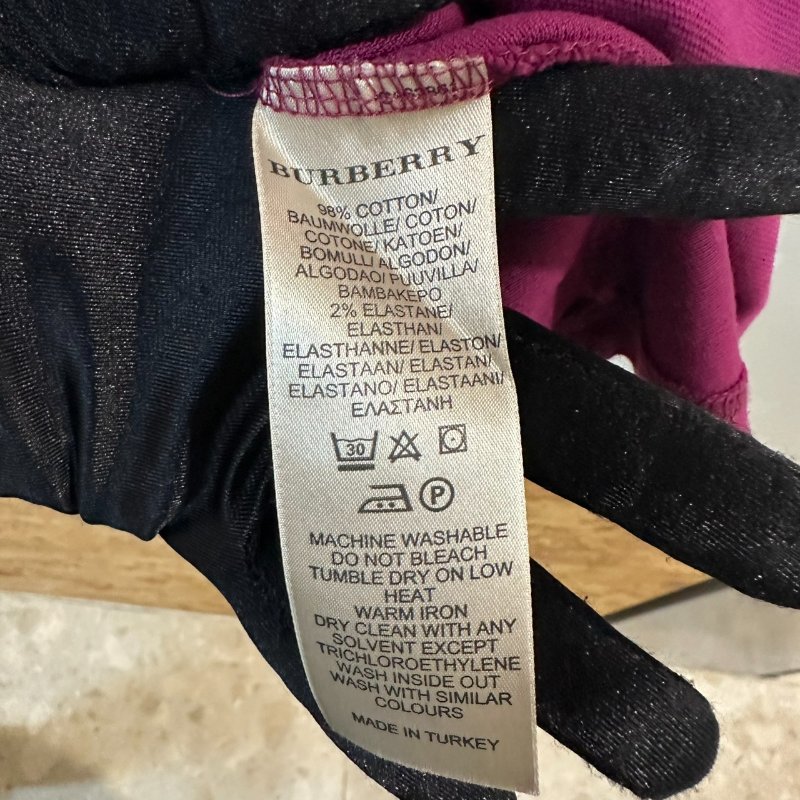 BURBERRY
98% COTTON/
BAUMWOLLE/ COTON/
COTONE/ KATOEN/
BOMULL/ ALGODON/
ALGODAO/ PUUVILLA/
BAMBAKEPO
2% ELASTANE/
ELASTHAN/
ELASTHANNE/ ELASTON/
ELASTAAN/ ELASTAN/
ELASTANO/ ELASTAANI/
ΕΛΑΣΤΑΝΗ
30
P
MACHINE WASHABLE
DO NOT BLEACH
TUMBLE DRY ON LOW
HEAT
WARM IRON
DRY CLEAN WITH ANY
SOLVENT EXCEPT
TRICHLOROETHYLENE
WASH INSIDE OUT
WASH WITH SIMILAR
COLOURS
MADE IN TURKEY